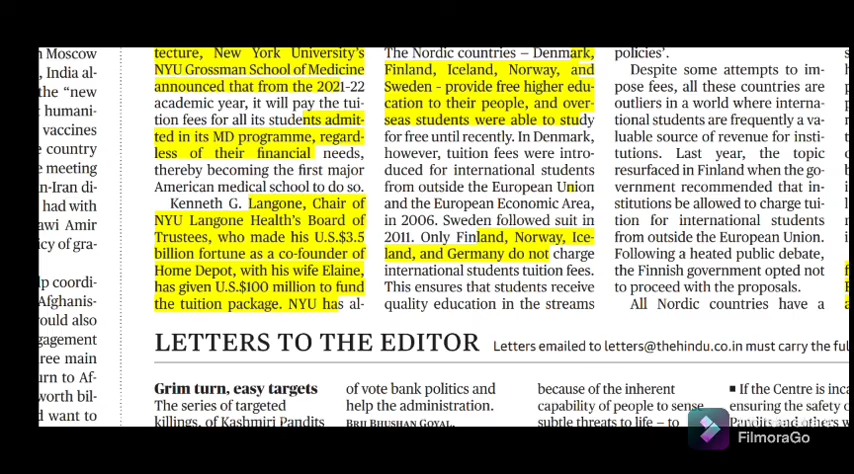 n Moscow
, India al-
the “new
t humani-
vaccines
e country
e meeting
an-Iran di-
had with
awi Amir
icy of gra-
lp coordi-
Afghanis-
ould also
gagement
ree main
urn to Af-
worth bil-
d want to
tecture, New York University’s
NYU Grossman School of Medicine
announced that from the 2021-22
academic year, it will pay the tui-
tion fees for all its students admit-
ted in its MD programme, regard-
less of their financial needs,
thereby becoming the first major
American medical school to do so.
Kenneth G. Langone, Chair of
NYU Langone Health’s Board of
Trustees, who made his U.S.$3.5
billion fortune as a co-founder of
Home Depot, with his wife Elaine,
has given U.S.$100 million to fund
the tuition package. NYU has al-
The Nordic countries – Denmark,
Finland, Iceland, Norway, and
Sweden - provide free higher edu-
cation to their people, and over-
seas students were able to study
for free until recently. In Denmark,
however, tuition fees were intro-
duced for international students
from outside the European Union
and the European Economic Area,
in 2006. Sweden followed suit in
2011. Only Finland, Norway, Ice-
land, and Germany do not charge
international students tuition fees.
This ensures that students receive
quality education in the streams
policies’.
Despite some attempts to im-
pose fees, all these countries are
outliers in a world where interna-
tional students are frequently a va-
luable source of revenue for insti-
tutions. Last year, the topic
resurfaced in Finland when the go-
vernment recommended that in-
stitutions be allowed to charge tui-
tion for international students
from outside the European Union.
Following a heated public debate,
the Finnish government opted not
to proceed with the proposals.
All Nordic countries have a
LETTERS TO THE EDITOR Letters emailed to letters@thehindu.co.in must carry the ful
Grim turn, easy targets
The series of targeted
killings, of Kashmiri Pandits
of vote bank politics and
help the administration.
BRIJ BHUSHAN GOYAL,
because of the inherent
capability of people to sense
subtle threats to life – to
■ If the Centre is inca
ensuring the safety o
Pandits
FilmoraGo